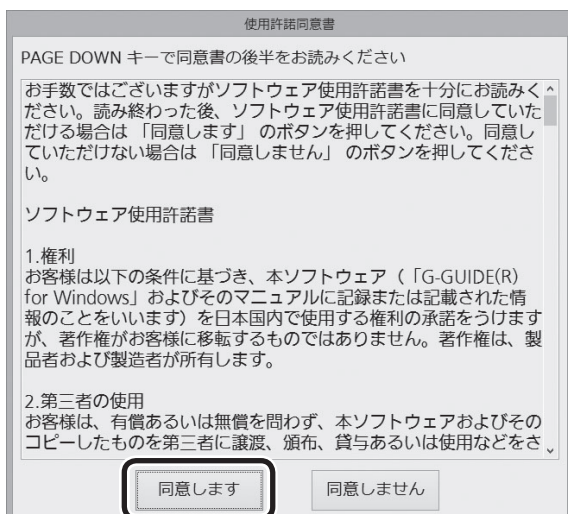 使用許諾同意書
PAGE DOWN キーで同意書の後半をお読みください
お手数ではございますがソフトウェア使用許諾書を十分にお読みく
ださい。読み終わった後、ソフトウェア使用許諾書に同意していた
だける場合は 「同意します」 のボタンを押してください。同意し
ていただけない場合は 「同意しません」 のボタンを押してくださ
い。
ソフトウェア使用許諾書
1.権利
お客様は以下の条件に基づき、本ソフトウェア（「G-GUIDE(R)
for Windows」およびそのマニュアルに記録または記載された情
報のことをいいます）を日本国内で使用する権利の承諾をうけます
が、著作権がお客様に移転するものではありません。著作権は、製
品者および製造者が所有します。
2.第三者の使用
お客様は、有償あるいは無償を問わず、本ソフトウェアおよびその
コピーしたものを第三者に譲渡、頒布、貸与あるいは使用などをさ
同意します
同意しません